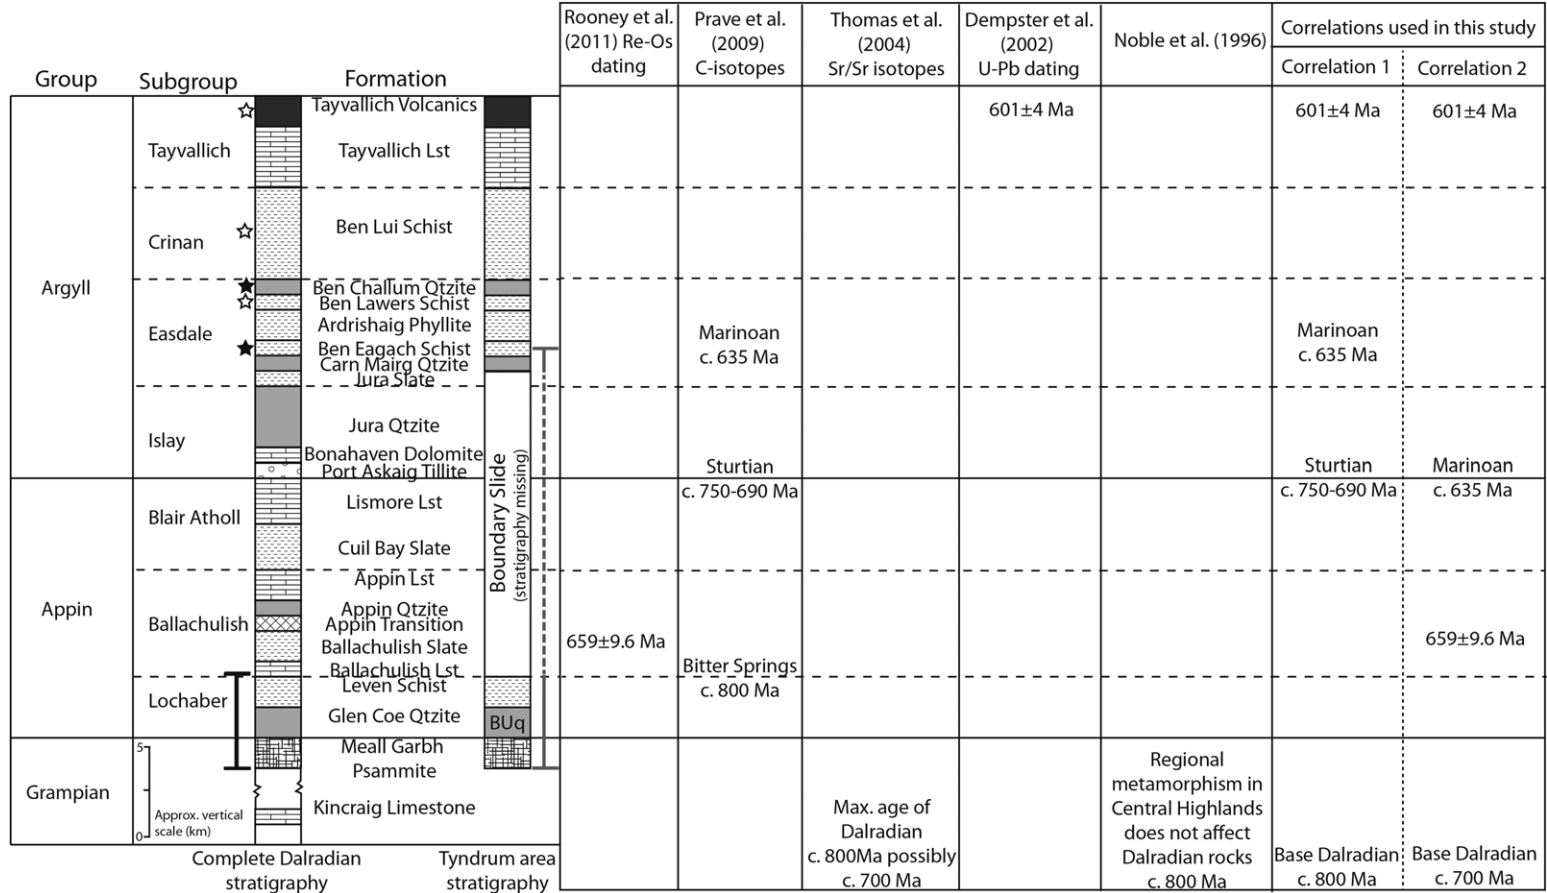 Group
Subgroup
Formation
Rooney et al.
(2011) Re-Os
dating
Prave et al.
(2009)
C-isotopes
Thomas et al.
(2004)
Sr/Sr isotopes
Dempster et al.
(2002)
U-Pb dating
Noble et al. (1996)
Correlations used in this study
Correlation 1
Correlation 2
Argyll
Tayvallich
Tayvallich Volcanics
601±4 Ma
601±4 Ma
601±4 Ma
Tayvallich Lst
Crinan
Ben Lui Schist
Easdale
Ben Challum Qtzite
Ben Lawers Schist
Ardrishaig Phyllite
Ben Eagach Schist
Carn Mairg Qtzite
Jura Slate
Marinoan
c. 635 Ma
Marinoan
c. 635 Ma
Islay
Jura Qtzite
Bonahaven Dolomite
Port Askaig Tillite
Sturtian
c. 750-690 Ma
Sturtian
c. 750-690 Ma
Marinoan
c. 635 Ma
Boundary Slide
(stratigraphy missing)
Appin
Blair Atholl
Lismore Lst
Cuil Bay Slate
Ballachulish
Appin Lst
Appin Qtzite
Appin Transition
Ballachulish Slate
Ballachulish Lst
659±9.6 Ma
659±9.6 Ma
Bitter Springs
c. 800 Ma
Lochaber
Leven Schist
Glen Coe Qtzite
BUq
Grampian
Meall Garbh
Psammite
Kincraig Limestone
5
0
Approx. vertical
scale (km)
Max. age of
Dalradian
c. 800Ma possibly
c. 700 Ma
Regional
metamorphism in
Central Highlands
does not affect
Dalradian rocks
c. 800 Ma
Base Dalradian
c. 800 Ma
Base Dalradian
c. 700 Ma
Complete Dalradian
stratigraphy
Tyndrum area
stratigraphy